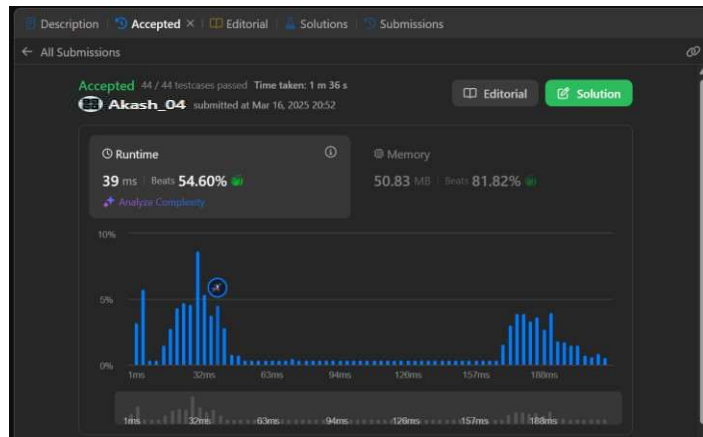 Description | Accepted × | Editorial | Solutions | Submissions
← All Submissions
Accepted 44 / 44 testcases passed Time taken: 1 m 36 s
Akash_04 submitted at Mar 16, 2025 20:52
Editorial
Solution
Runtime
39 ms | Beats 54.60%
Analyze Complexity
Memory
50.83 MB | Beats 81.82%
10%
5%
0%
1ms 32ms 63ms 94ms 126ms 157ms 188ms
1ms 32ms 63ms 94ms 126ms 157ms 188ms